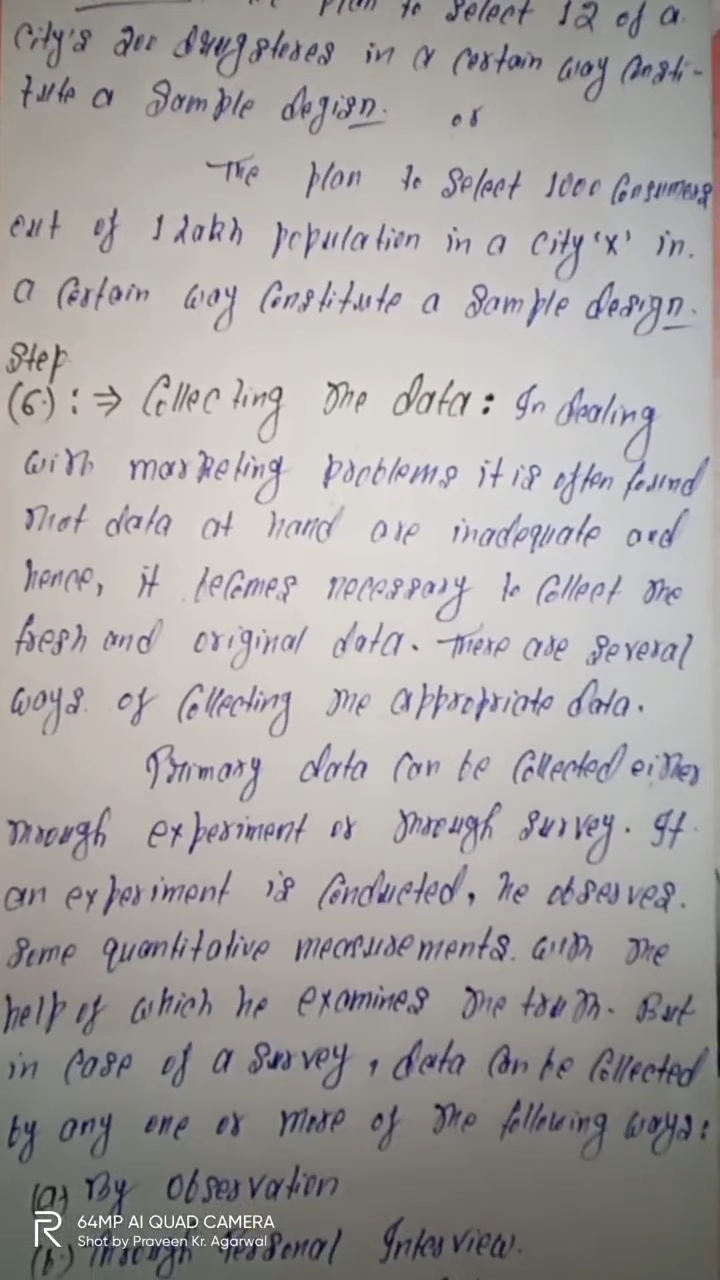 plan to select 12 of a
city's 200 drugstores in a certain way consti-
tute a sample degisn. or
The plan to select 1000 consumers
out of 1 lakh population in a city 'x' in.
a certain way constitute a sample design.
Step
(6) :⇒ Collecting the data: In dealing
with marketing problems it is often found
that data at hand are inadequate and
hence, it becomes necessary to collect the
fresh and original data. There are several
ways. of collecting the appropriate data.
Primary data can be collected either
through experiment or through survey. If
an experiment is conducted, he observes.
some quantitative measurements. with the
help of which he examines the truth. But
in case of a survey, data can be collected
by any one or more of the following ways:
(a) By observation
(b) Through Personal Interview.
R
64MP AI QUAD CAMERA
Shot by Praveen Kr. Agarwal